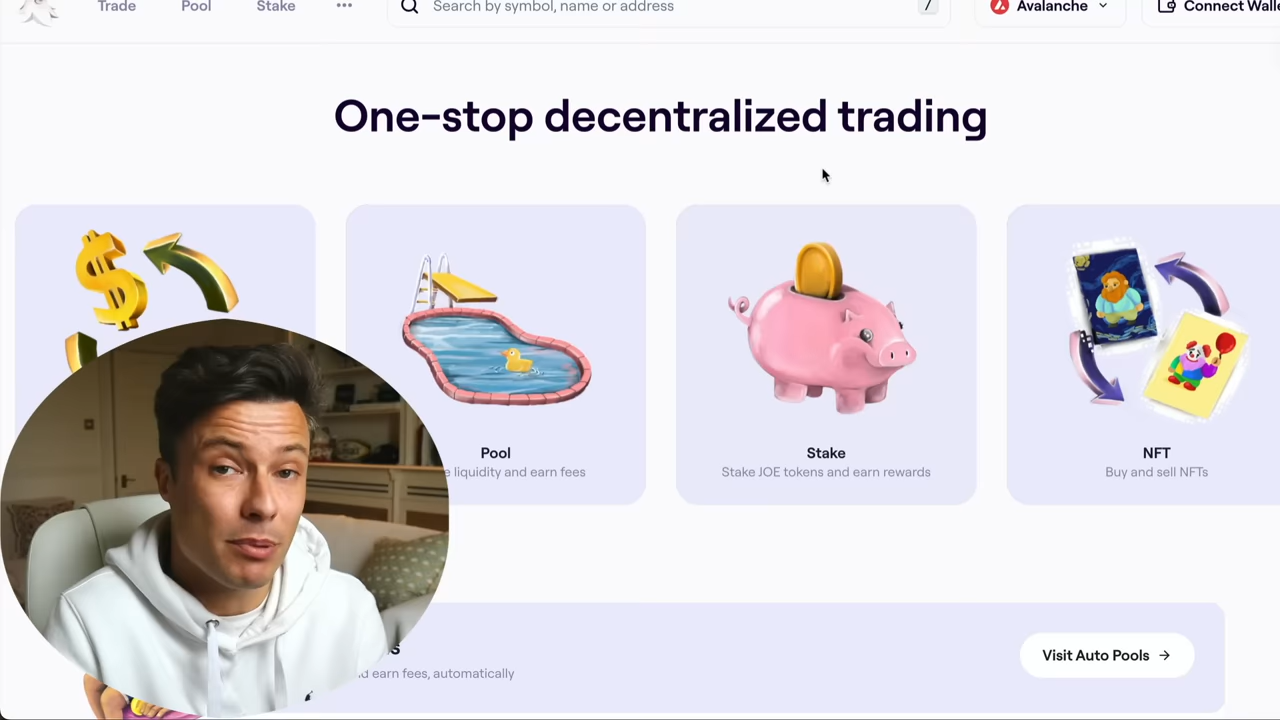 Trade Pool Stake ••• Search by symbol, name or address / Avalanche Connect
One-stop decentralized trading
$
Pool Stake NFT
liquidity and earn fees Stake JOE tokens and earn rewards Buy and sell NFTs
Visit Auto Pools →
earn fees, automatically